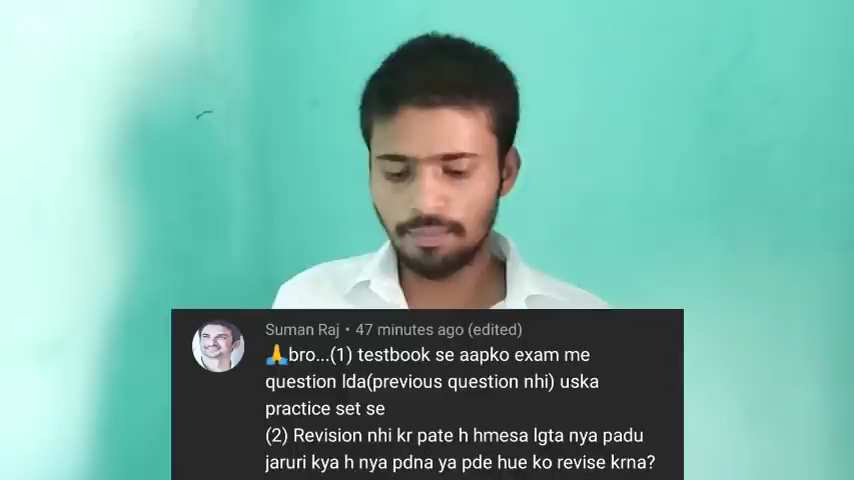 Suman Raj • 47 minutes ago (edited)
🙏bro...(1) testbook se aapko exam me
question lda(previous question nhi) uska
practice set se
(2) Revision nhi kr pate h hmesa lgta nya padu
jaruri kya h nya pdna ya pde hue ko revise krna?